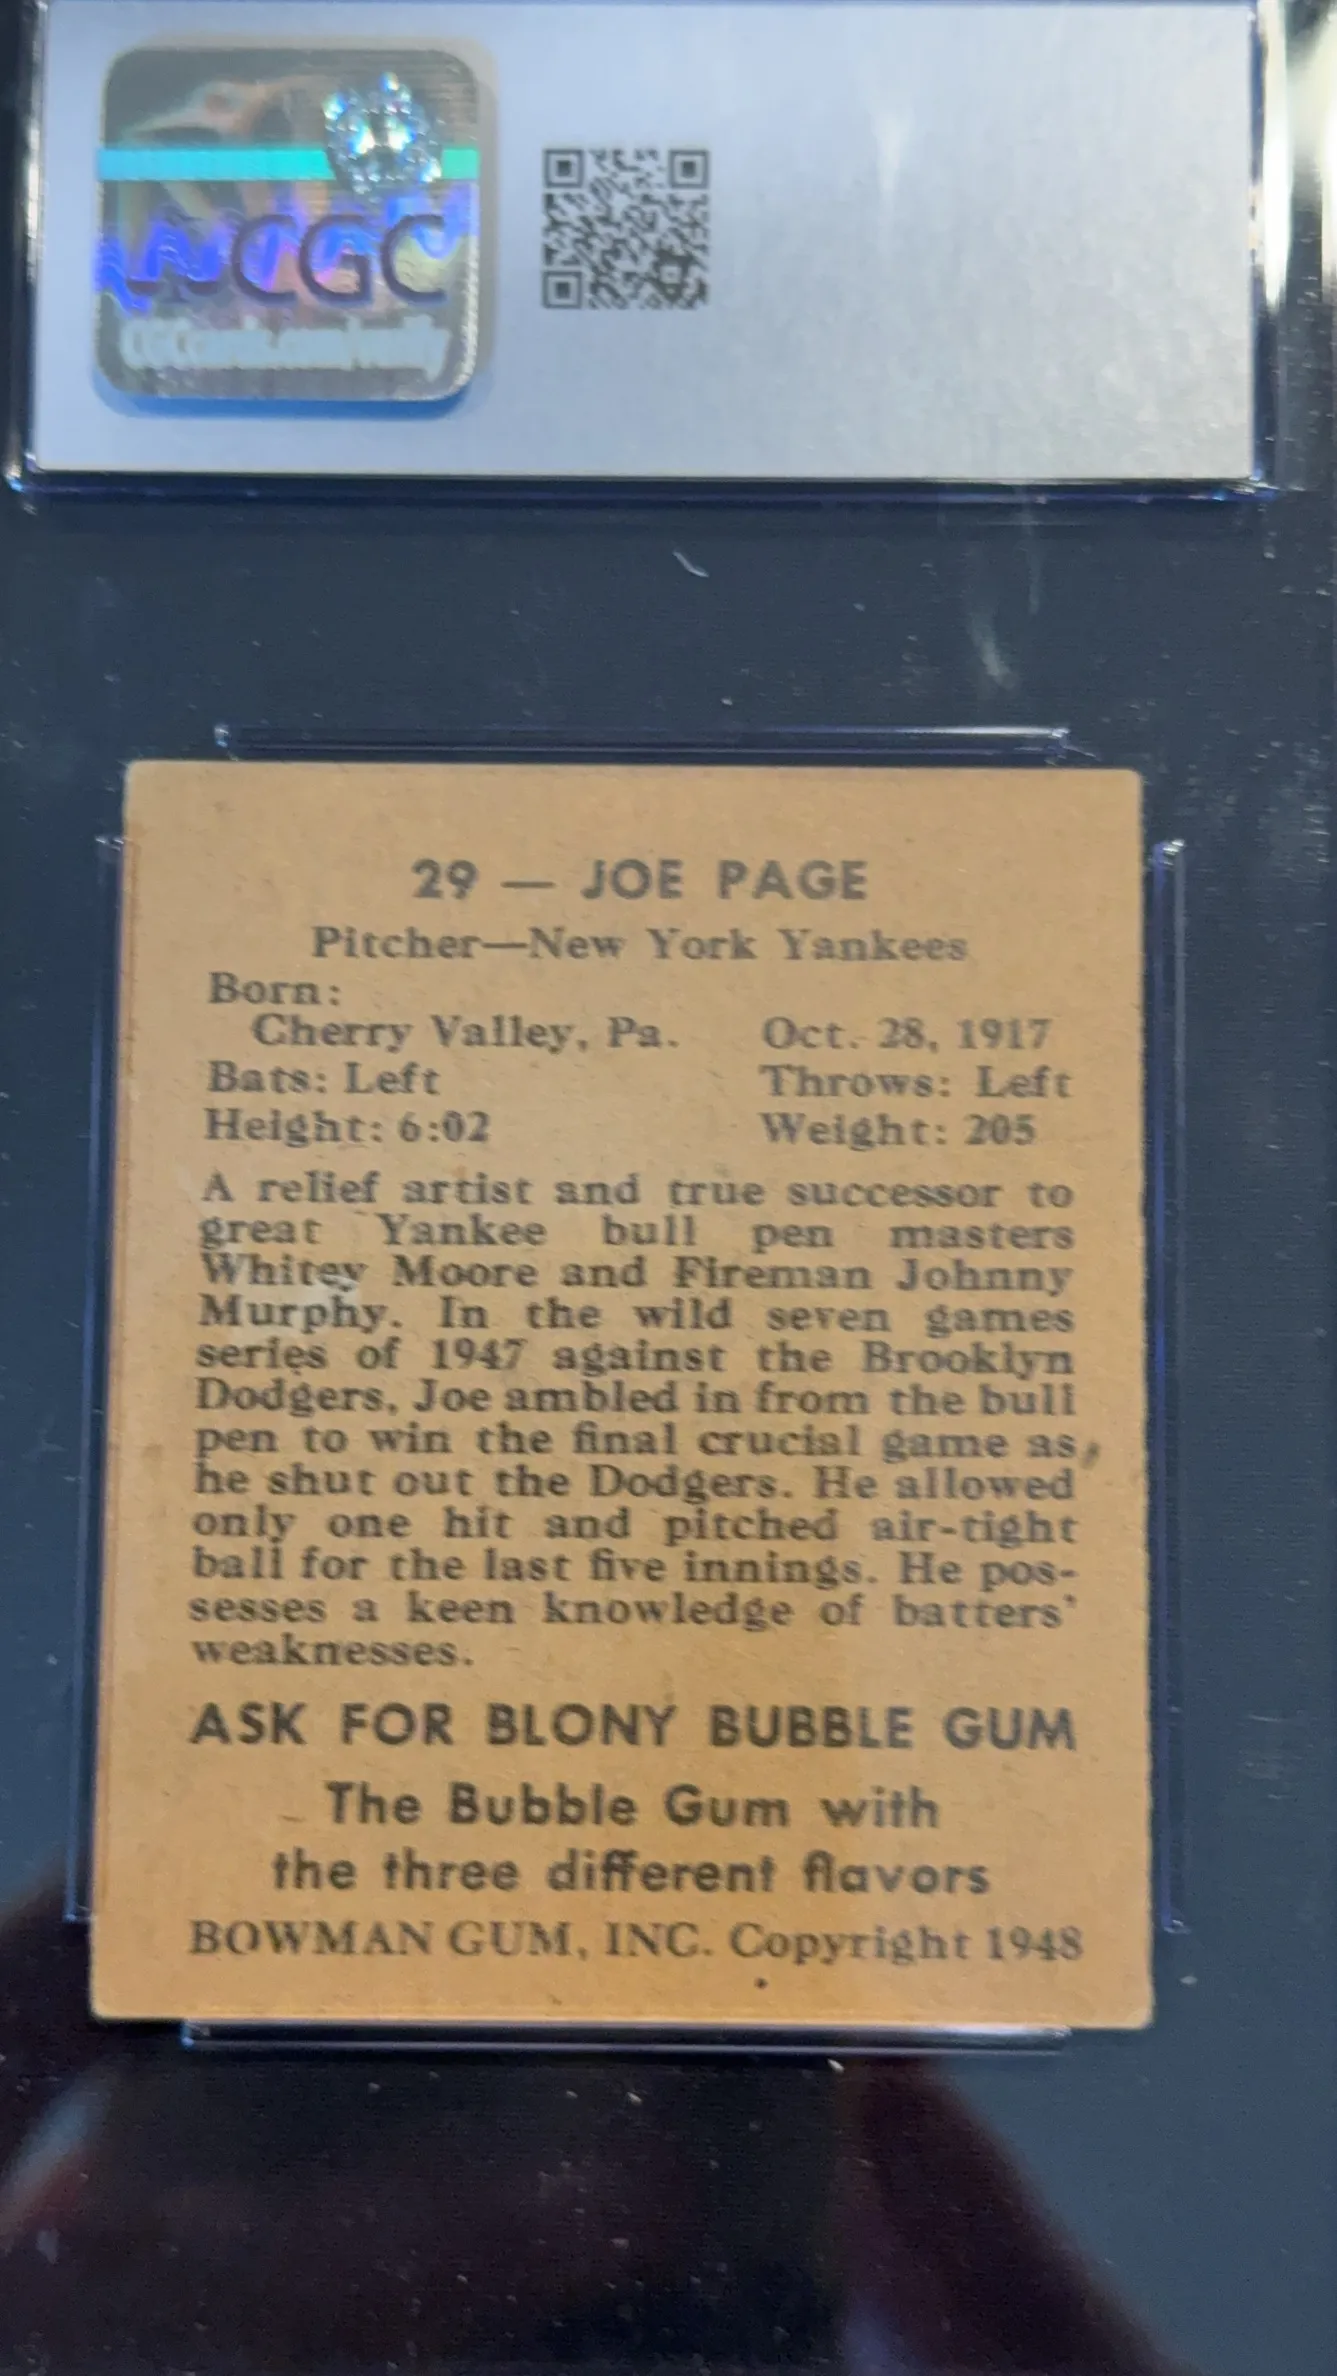 CGC
CGCcards.com/verify
29 — JOE PAGE
Pitcher—New York Yankees
Born:
Cherry Valley, Pa. Oct. 28, 1917
Bats: Left Throws: Left
Height: 6:02 Weight: 205
A relief artist and true successor to
great Yankee bull pen masters
Whitey Moore and Fireman Johnny
Murphy. In the wild seven games
series of 1947 against the Brooklyn
Dodgers, Joe ambled in from the bull
pen to win the final crucial game as
he shut out the Dodgers. He allowed
only one hit and pitched air-tight
ball for the last five innings. He pos-
sesses a keen knowledge of batters'
weaknesses.
ASK FOR BLONY BUBBLE GUM
The Bubble Gum with
the three different flavors
BOWMAN GUM, INC. Copyright 1948